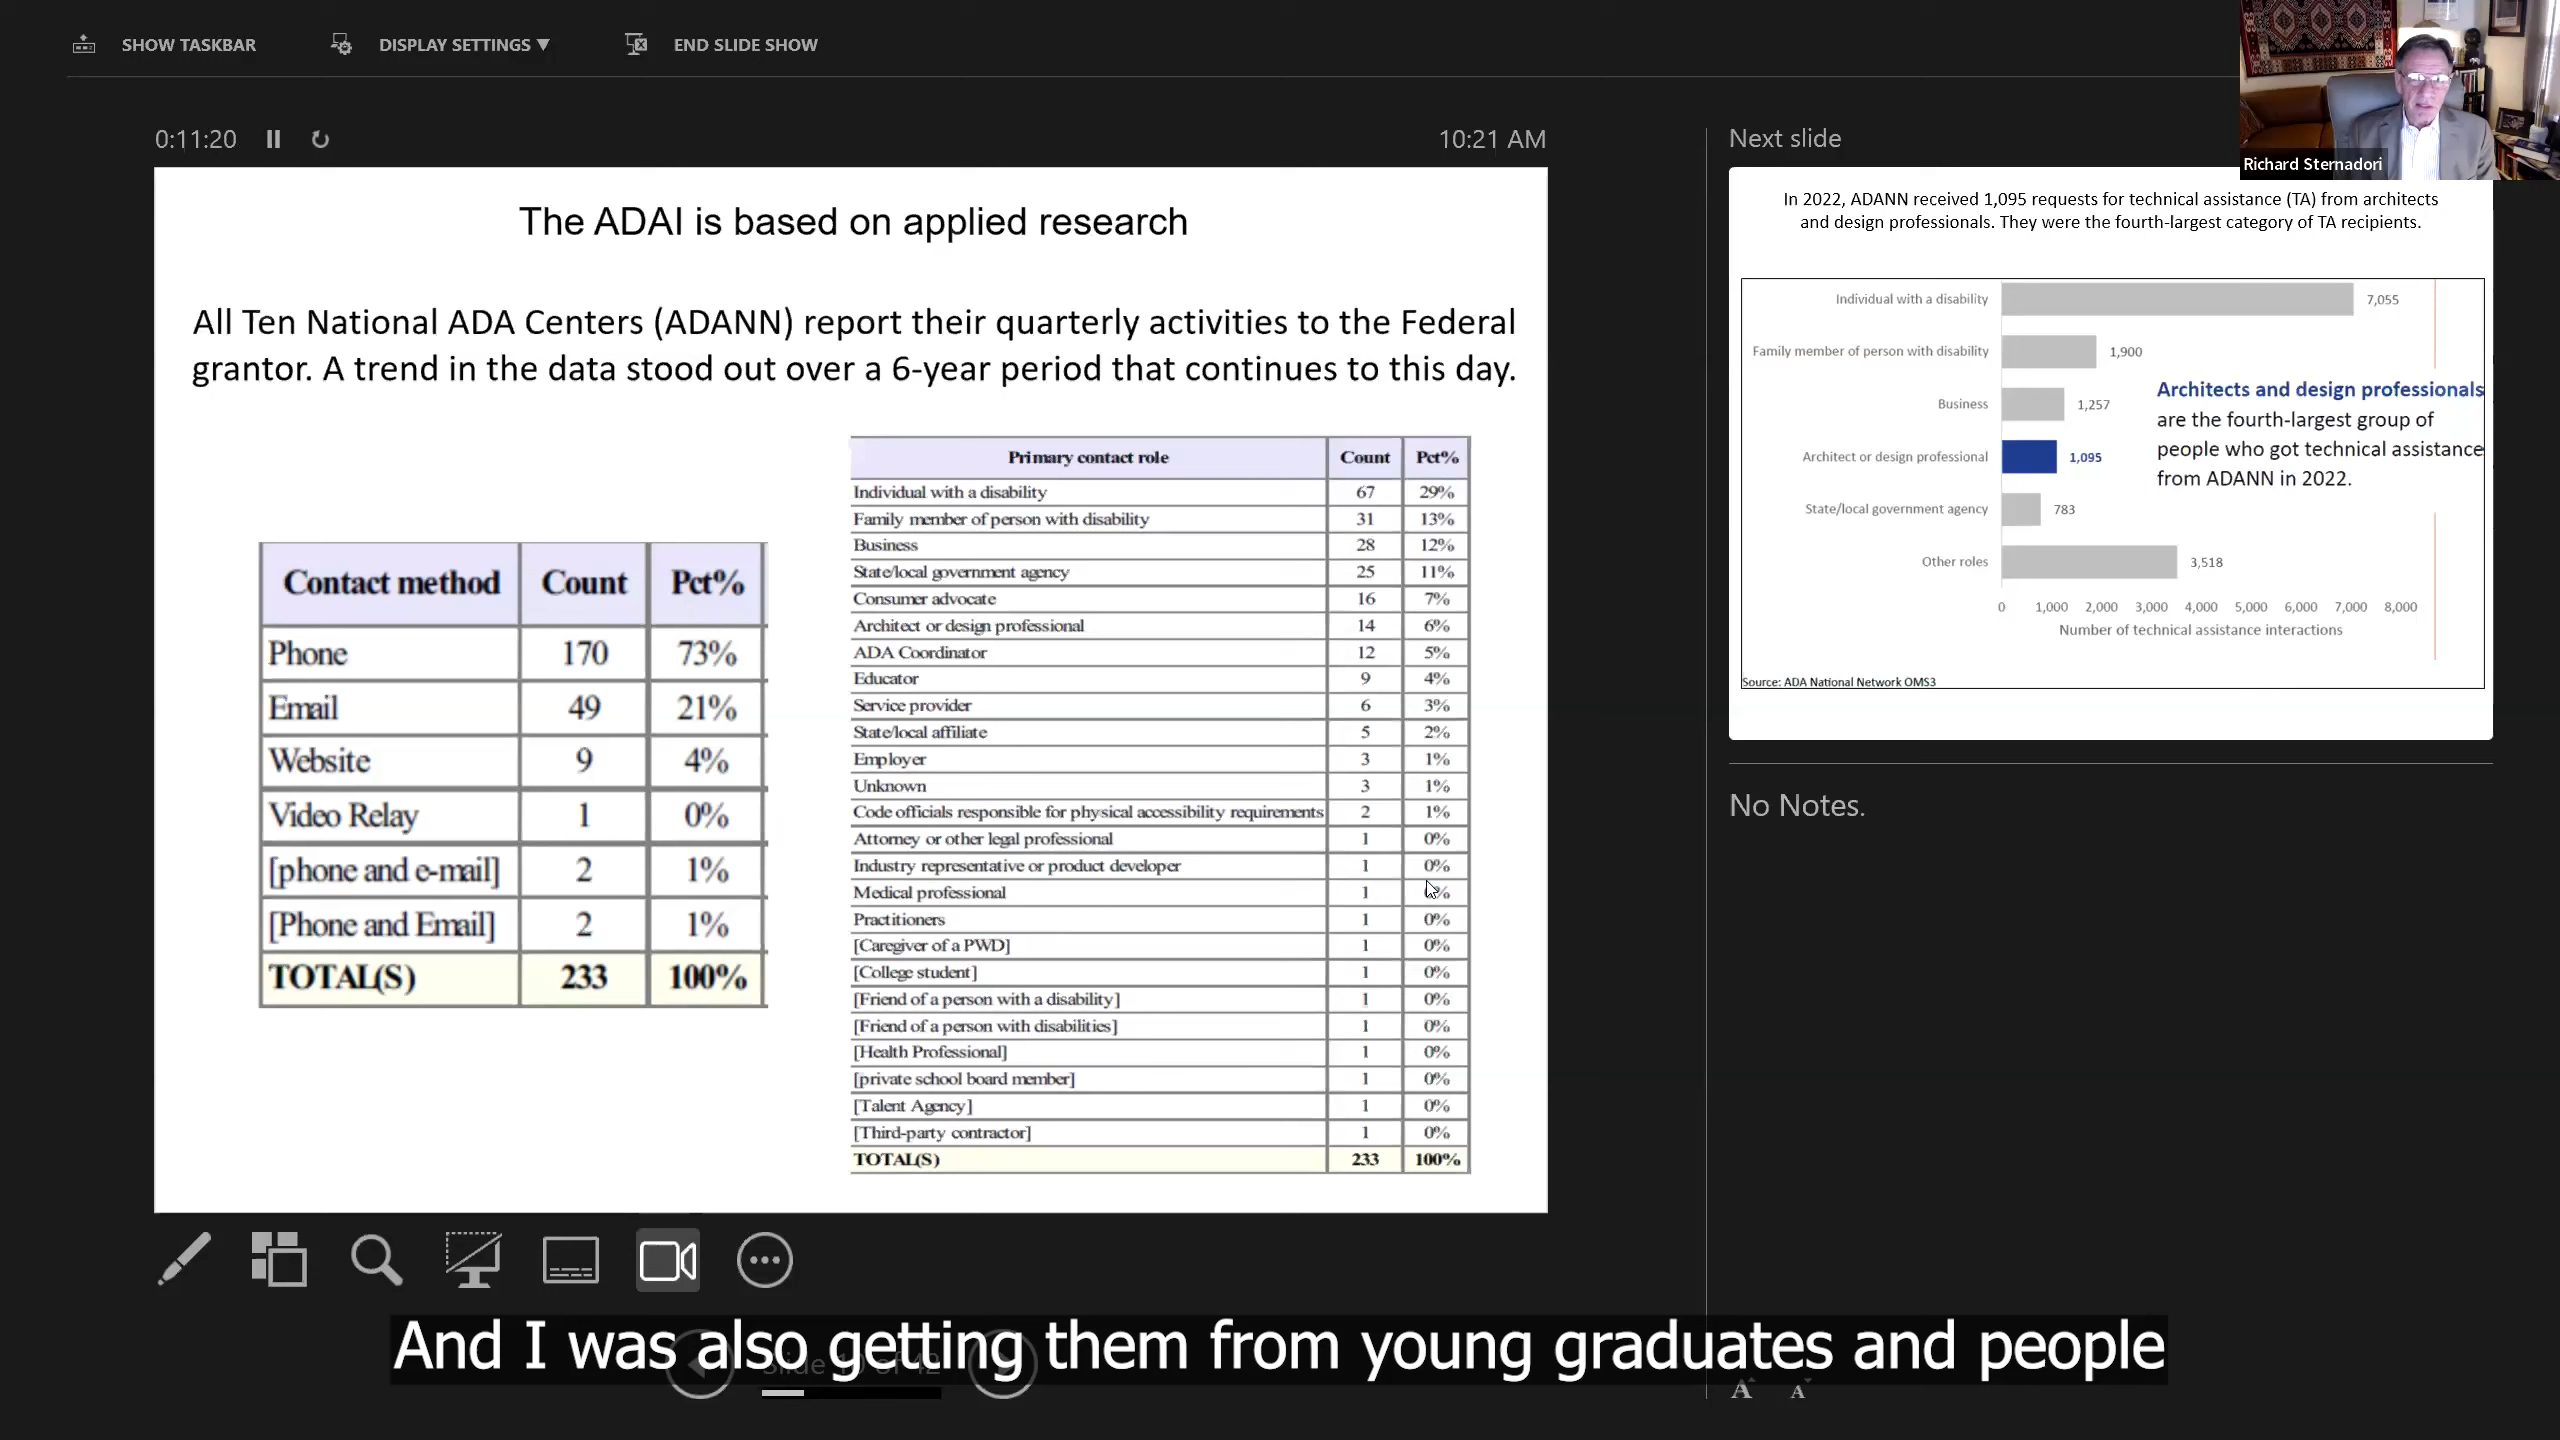 SHOW TASKBAR DISPLAY SETTINGS ▼ END SLIDE SHOW
Richard Sternadori
0:11:20 10:21 AM
The ADAI is based on applied research
All Ten National ADA Centers (ADANN) report their quarterly activities to the Federal
grantor. A trend in the data stood out over a 6-year period that continues to this day.
Contact method Count Pct%
Phone 170 73%
Email 49 21%
Website 9 4%
Video Relay 1 0%
[phone and e-mail] 2 1%
[Phone and Email] 2 1%
TOTAL(S) 233 100%
Primary contact role Count Pct%
Individual with a disability 67 29%
Family member of person with disability 31 13%
Business 28 12%
State/local government agency 25 11%
Consumer advocate 16 7%
Architect or design professional 14 6%
ADA Coordinator 12 5%
Educator 9 4%
Service provider 6 3%
State/local affiliate 5 2%
Employer 3 1%
Unknown 3 1%
Code officials responsible for physical accessibility requirements 2 1%
Attorney or other legal professional 1 0%
Industry representative or product developer 1 0%
Medical professional 1
Practitioners 1 0%
[Caregiver of a PWD] 1 0%
[College student] 1 0%
[Friend of a person with a disability] 1 0%
[Friend of a person with disabilities] 1 0%
[Health Professional] 1 0%
[private school board member] 1 0%
[Talent Agency] 1 0%
[Third-party contractor] 1 0%
TOTAL(S) 233 100%
Next slide
In 2022, ADANN received 1,095 requests for technical assistance (TA) from architects
and design professionals. They were the fourth-largest category of TA recipients.
Individual with a disability 7,055
Family member of person with disability 1,900
Business 1,257
Architect or design professional 1,095
State/local government agency 783
Other roles 3,518
Architects and design professionals
are the fourth-largest group of
people who got technical assistance
from ADANN in 2022.
0 1,000 2,000 3,000 4,000 5,000 6,000 7,000 8,000
Number of technical assistance interactions
Source: ADA National Network OMS3
No Notes.
And I was also getting them from young graduates and people
A A